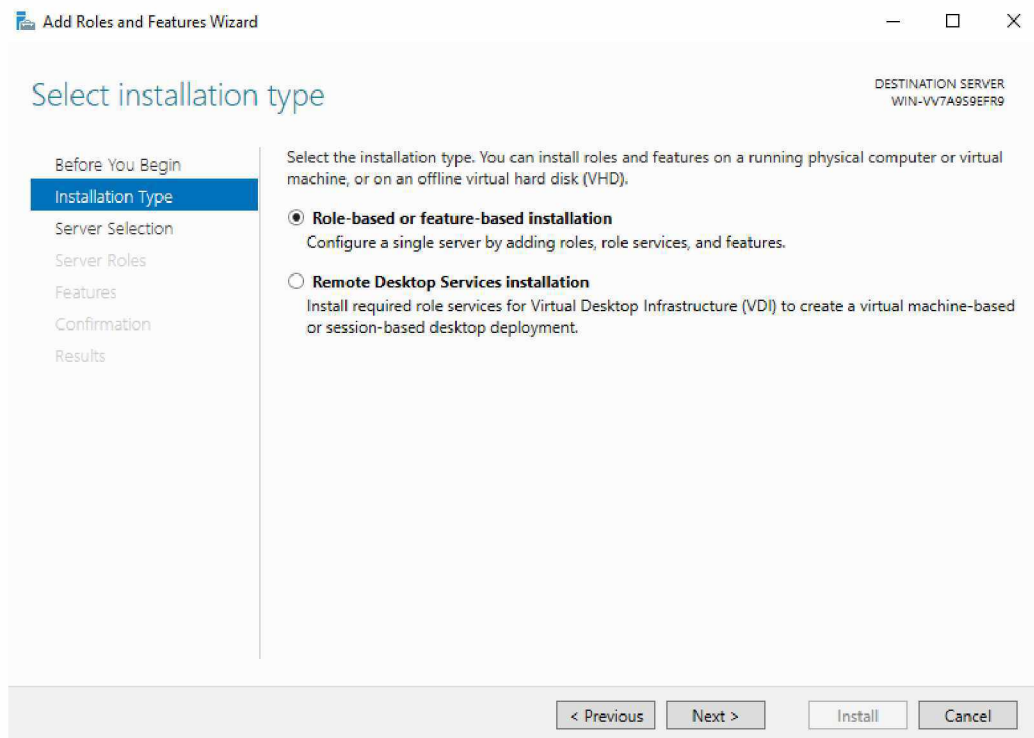 Add Roles and Features Wizard
Select installation type
DESTINATION SERVER
WIN-VV7A9S9EFR9
Before You Begin
Installation Type
Server Selection
Server Roles
Features
Confirmation
Results
Select the installation type. You can install roles and features on a running physical computer or virtual
machine, or on an offline virtual hard disk (VHD).
Role-based or feature-based installation
Configure a single server by adding roles, role services, and features.
Remote Desktop Services installation
Install required role services for Virtual Desktop Infrastructure (VDI) to create a virtual machine-based
or session-based desktop deployment.
< Previous
Next >
Install
Cancel